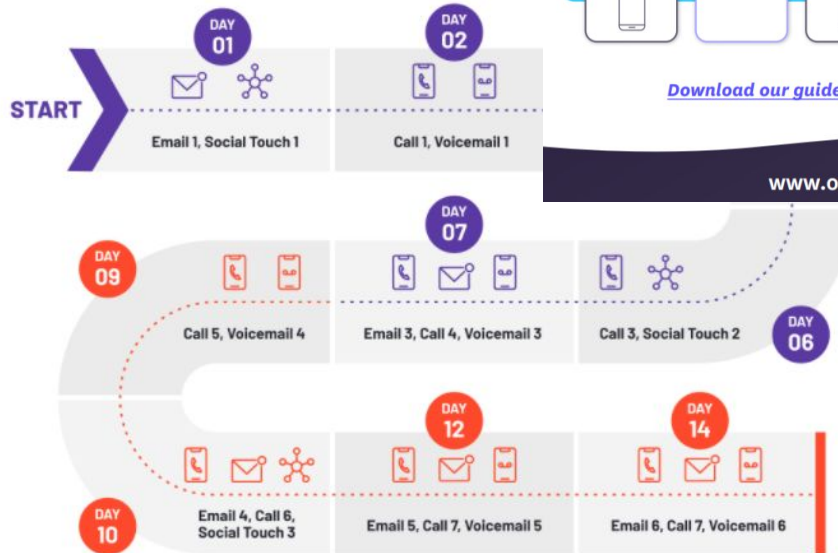 DAY
01
DAY
02
START
Email 1, Social Touch 1
Call 1, Voicemail 1
Download our guide
www.o
DAY
09
DAY
07
DAY
06
Call 5, Voicemail 4
Email 3, Call 4, Voicemail 3
Call 3, Social Touch 2
DAY
10
DAY
12
DAY
14
Email 4, Call 6,
Social Touch 3
Email 5, Call 7, Voicemail 5
Email 6, Call 7, Voicemail 6